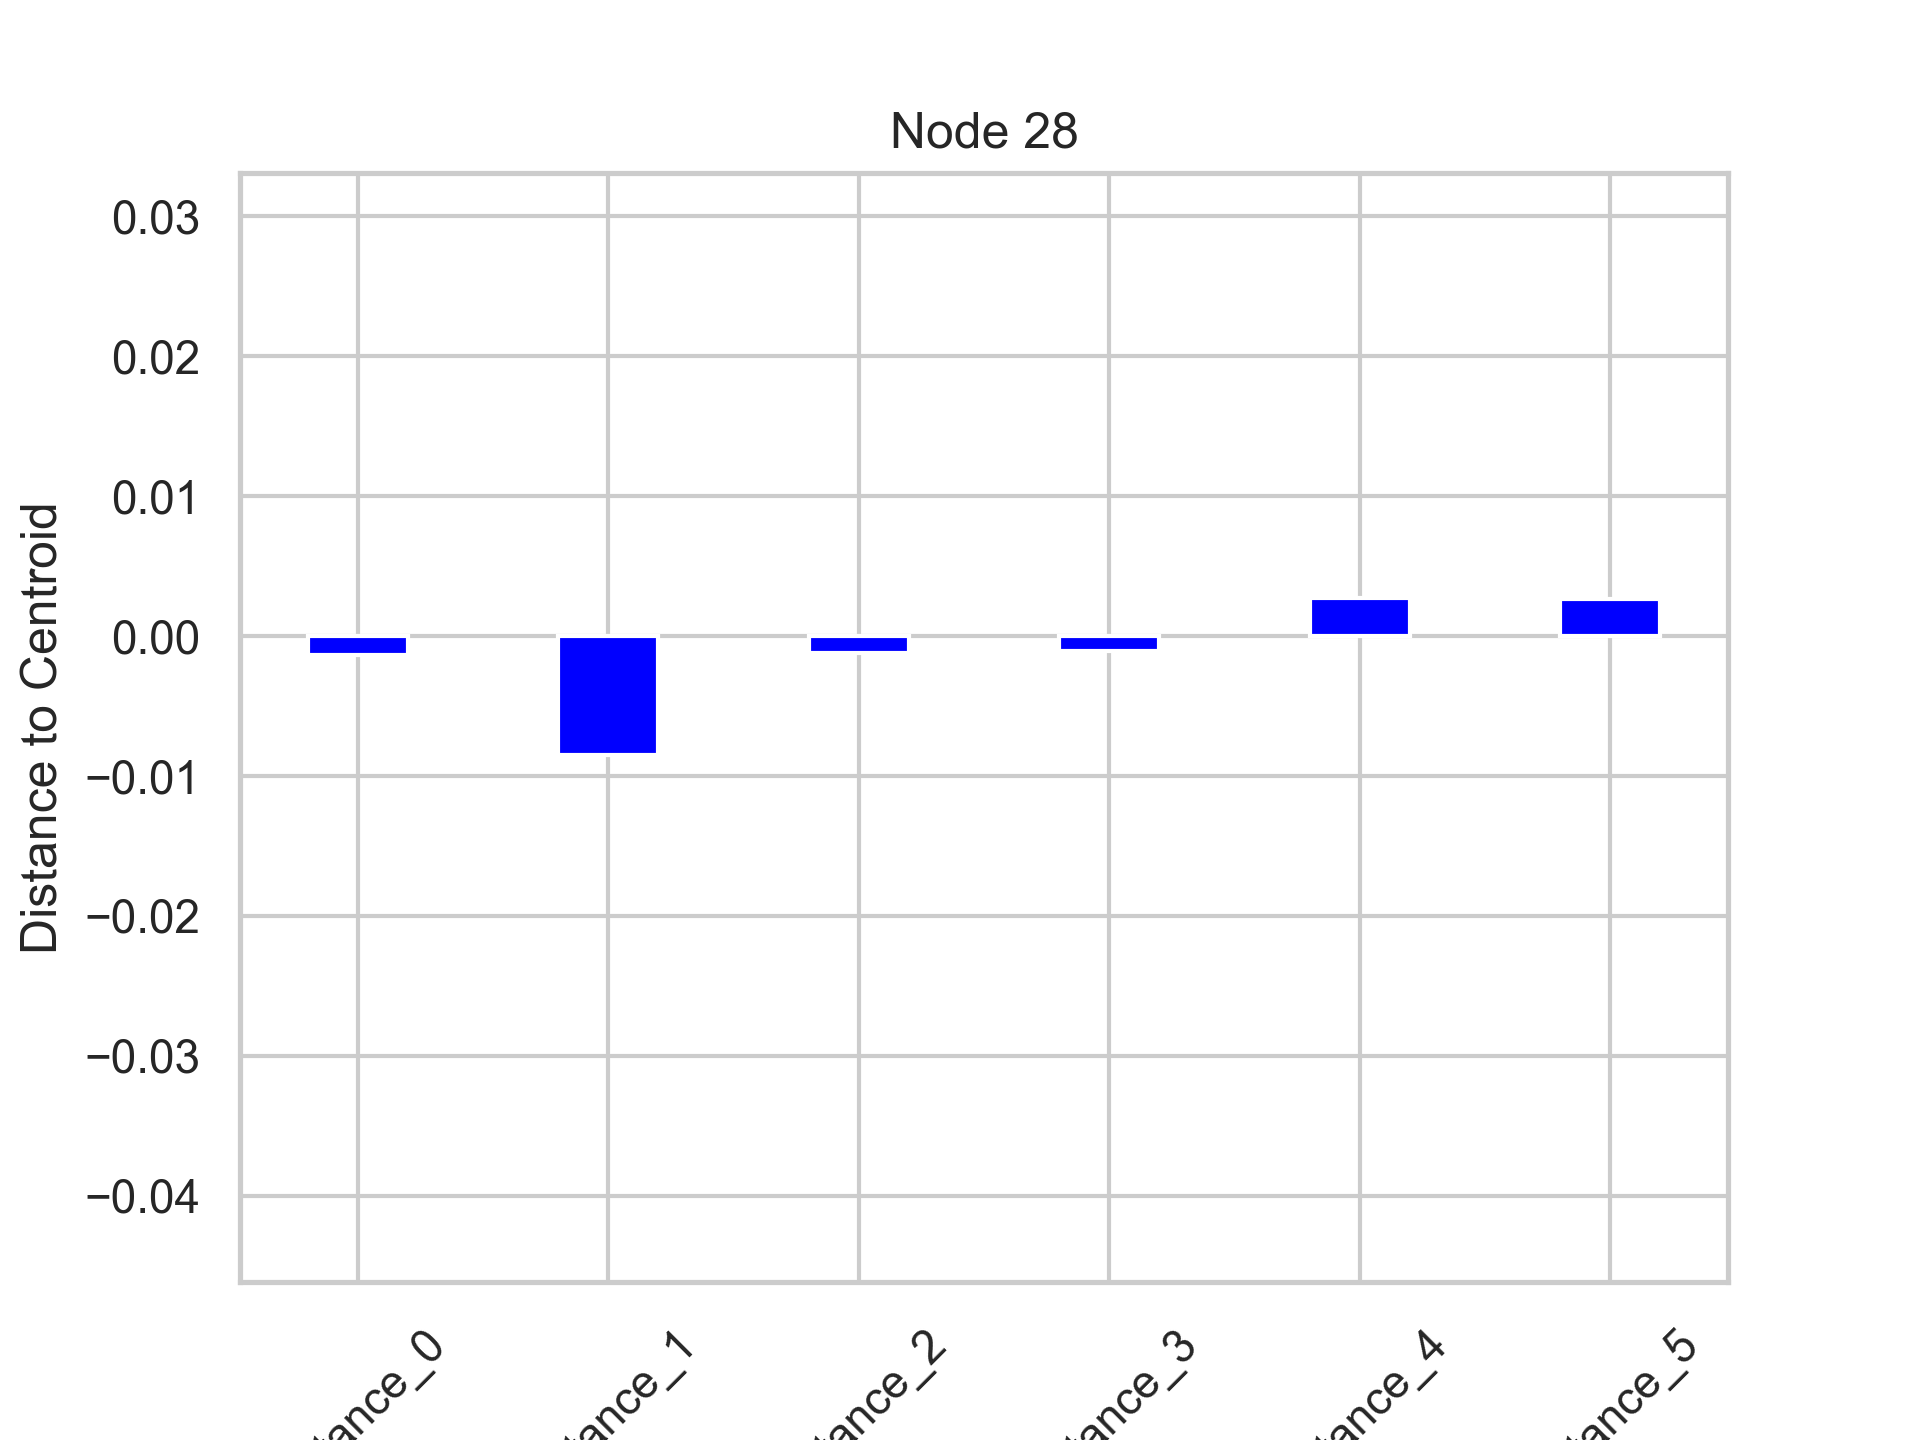 Node 28
0.03
0.02
0.01
0.00
−0.01
−0.02
−0.03
−0.04
Distance to Centroid
tance_0
tance_1
tance_2
tance_3
tance_4
tance_5